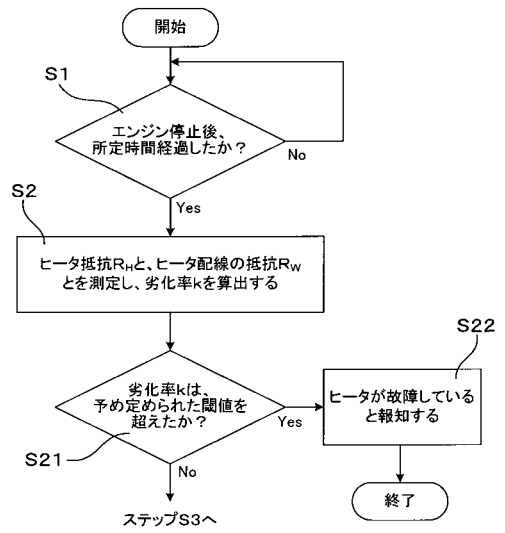 開始
S1
エンジン停止後、
所定時間経過したか?
No
Yes
S2
ヒータ抵抗RHと、ヒータ配線の抵抗RW
とを測定し、劣化率kを算出する
S22
劣化率kは、
予め定められた閾値を
超えたか?
Yes
ヒータが故障している
と報知する
S21
No
終了
ステップS3へ